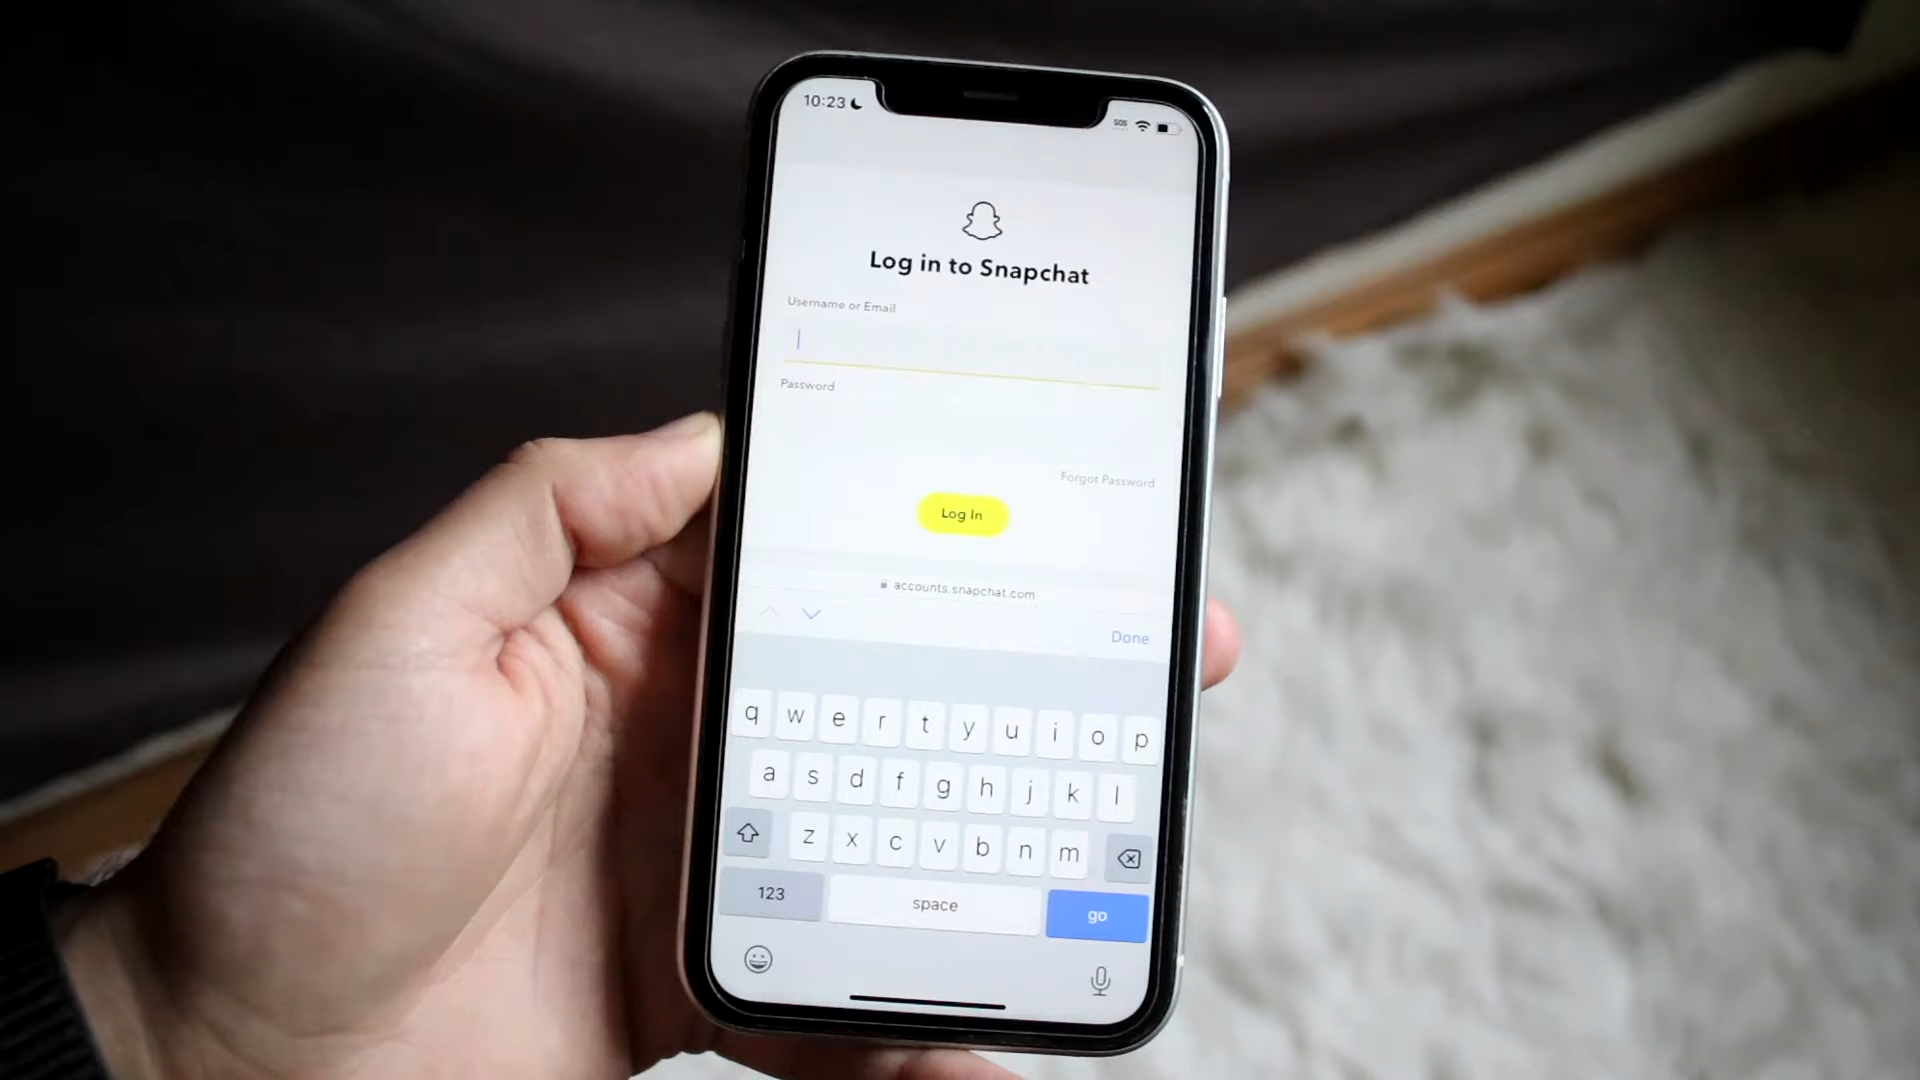 10:23
SOS
Log in to Snapchat
Username or Email
Password
Forgot Password
Log In
accounts.snapchat.com
Done
q w e r t y u i o p
a s d f g h j k l
z x c v b n m
123 space go